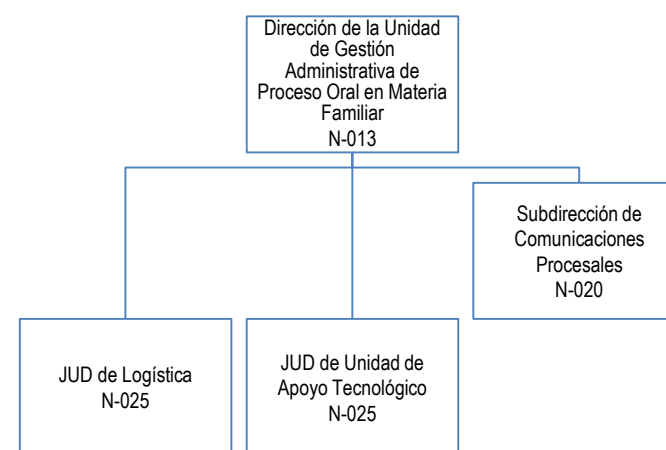 Dirección de la Unidad
de Gestión
Administrativa de
Proceso Oral en Materia
Familiar
N-013
Subdirección de
Comunicaciones
Procesales
N-020
JUD de Logística
N-025
JUD de Unidad de
Apoyo Tecnológico
N-025